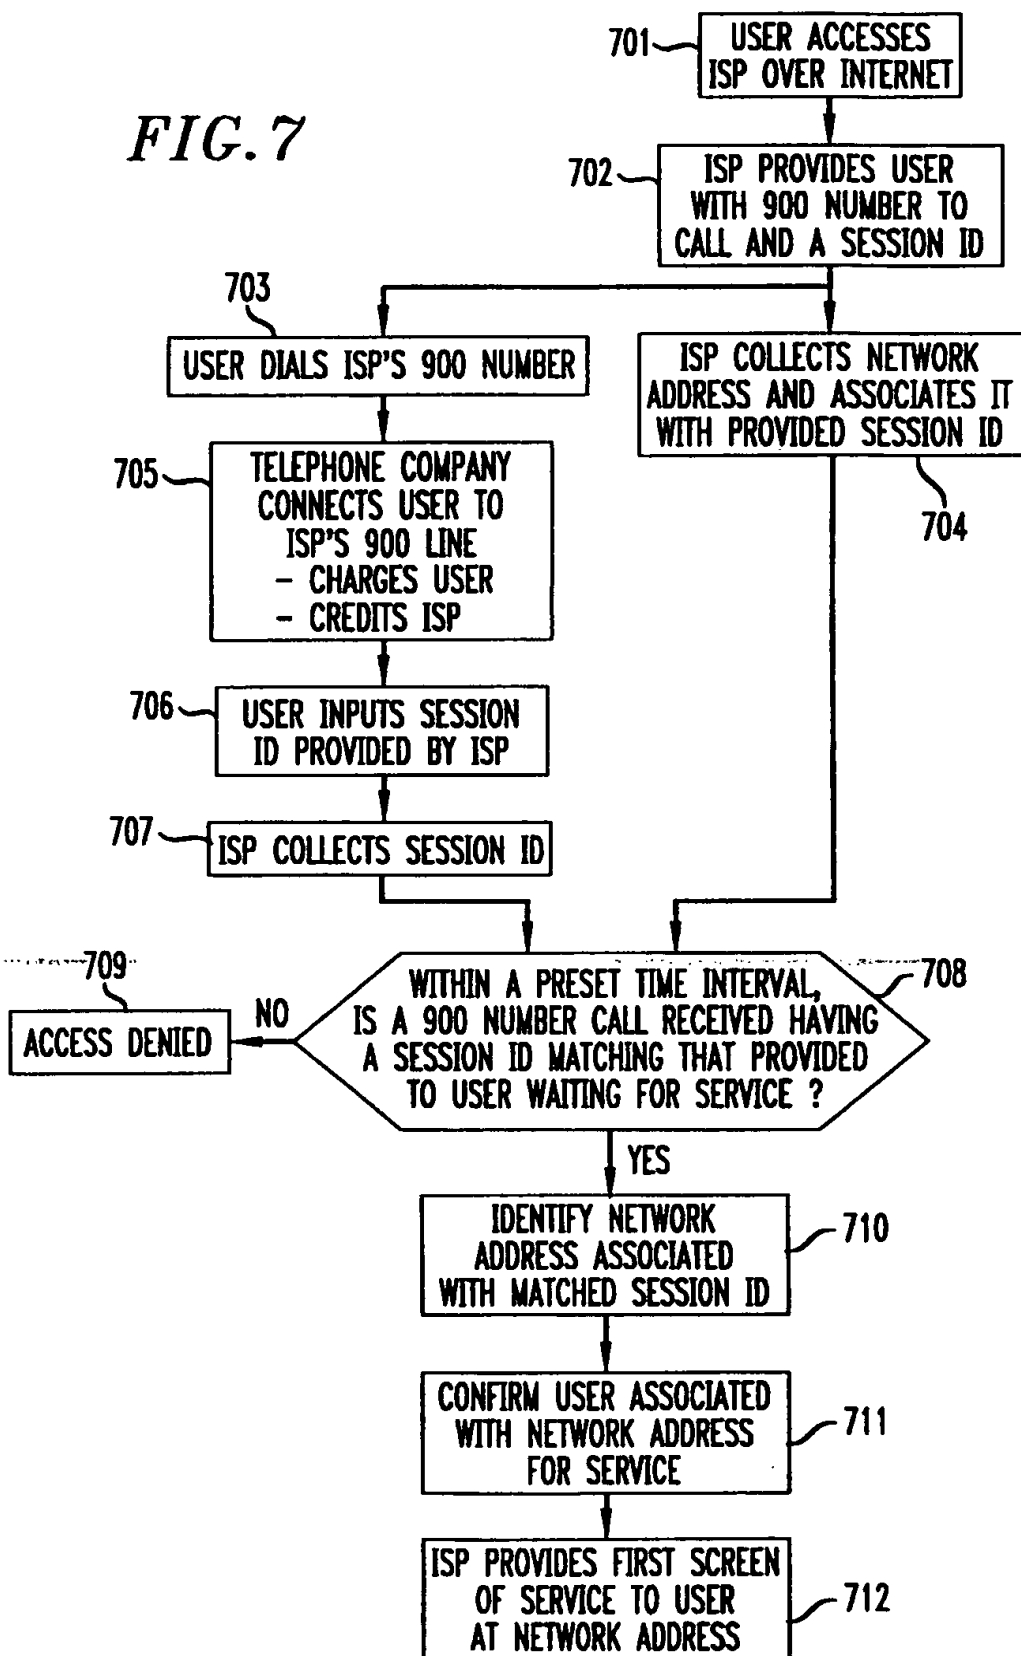 FIG. 7
701
USER ACCESSES
ISP OVER INTERNET
702
ISP PROVIDES USER
WITH 900 NUMBER TO
CALL AND A SESSION ID
703
USER DIALS ISP'S 900 NUMBER
ISP COLLECTS NETWORK
ADDRESS AND ASSOCIATES IT
WITH PROVIDED SESSION ID
704
705
TELEPHONE COMPANY
CONNECTS USER TO
ISP'S 900 LINE
- CHARGES USER
- CREDITS ISP
706
USER INPUTS SESSION
ID PROVIDED BY ISP
707
ISP COLLECTS SESSION ID
708
WITHIN A PRESET TIME INTERVAL,
IS A 900 NUMBER CALL RECEIVED HAVING
A SESSION ID MATCHING THAT PROVIDED
TO USER WAITING FOR SERVICE ?
NO
709
ACCESS DENIED
YES
IDENTIFY NETWORK
ADDRESS ASSOCIATED
WITH MATCHED SESSION ID
710
CONFIRM USER ASSOCIATED
WITH NETWORK ADDRESS
FOR SERVICE
711
ISP PROVIDES FIRST SCREEN
OF SERVICE TO USER
AT NETWORK ADDRESS
712